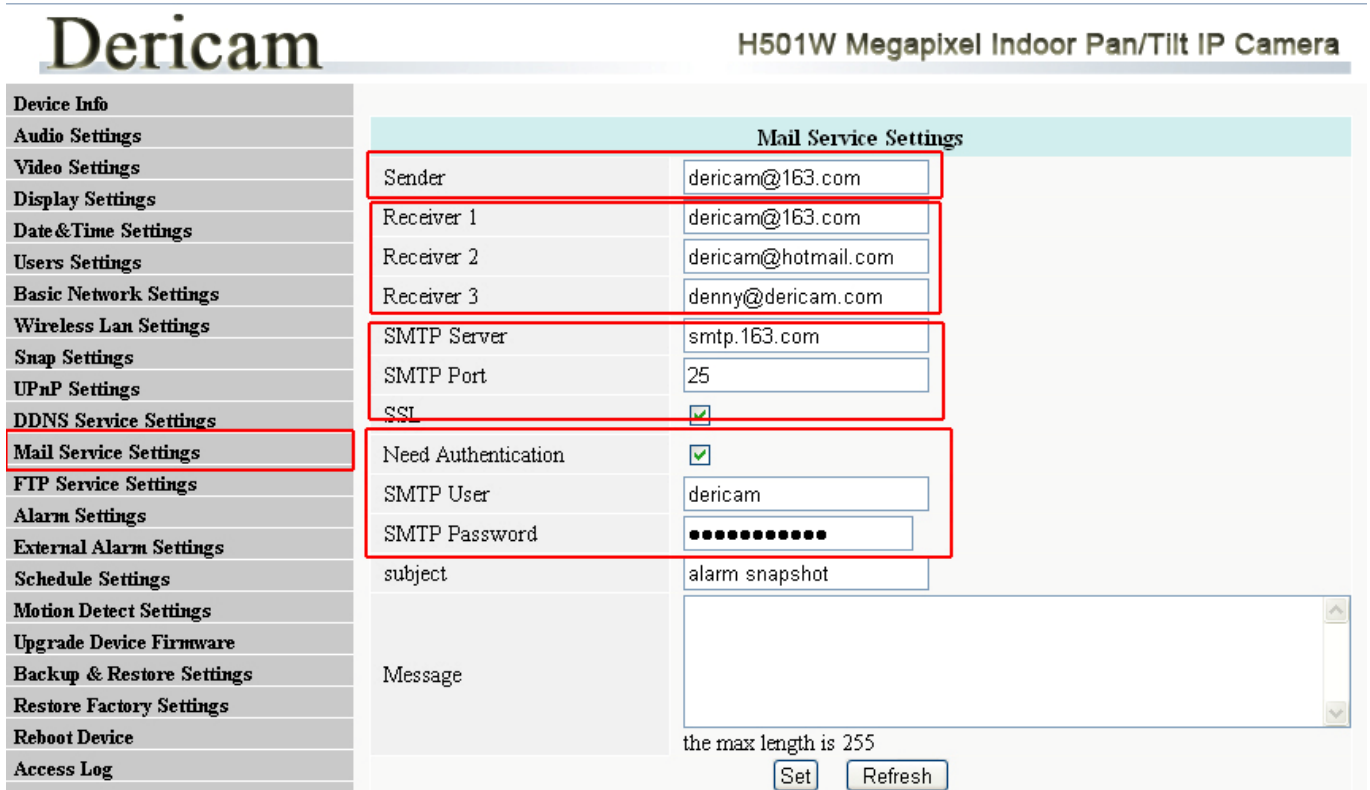 Dericam
H501W Megapixel Indoor Pan/Tilt IP Camera
Device Info
Audio Settings
Video Settings
Display Settings
Date&Time Settings
Users Settings
Basic Network Settings
Wireless Lan Settings
Snap Settings
UPnP Settings
DDNS Service Settings
Mail Service Settings
FTP Service Settings
Alarm Settings
External Alarm Settings
Schedule Settings
Motion Detect Settings
Upgrade Device Firmware
Backup & Restore Settings
Restore Factory Settings
Reboot Device
Access Log
Mail Service Settings
Sender dericam@163.com
Receiver 1 dericam@163.com
Receiver 2 dericam@hotmail.com
Receiver 3 denny@dericam.com
SMTP Server smtp.163.com
SMTP Port 25
SSL
Need Authentication
SMTP User dericam
SMTP Password •••••••••••
subject alarm snapshot
Message
the max length is 255
Set Refresh